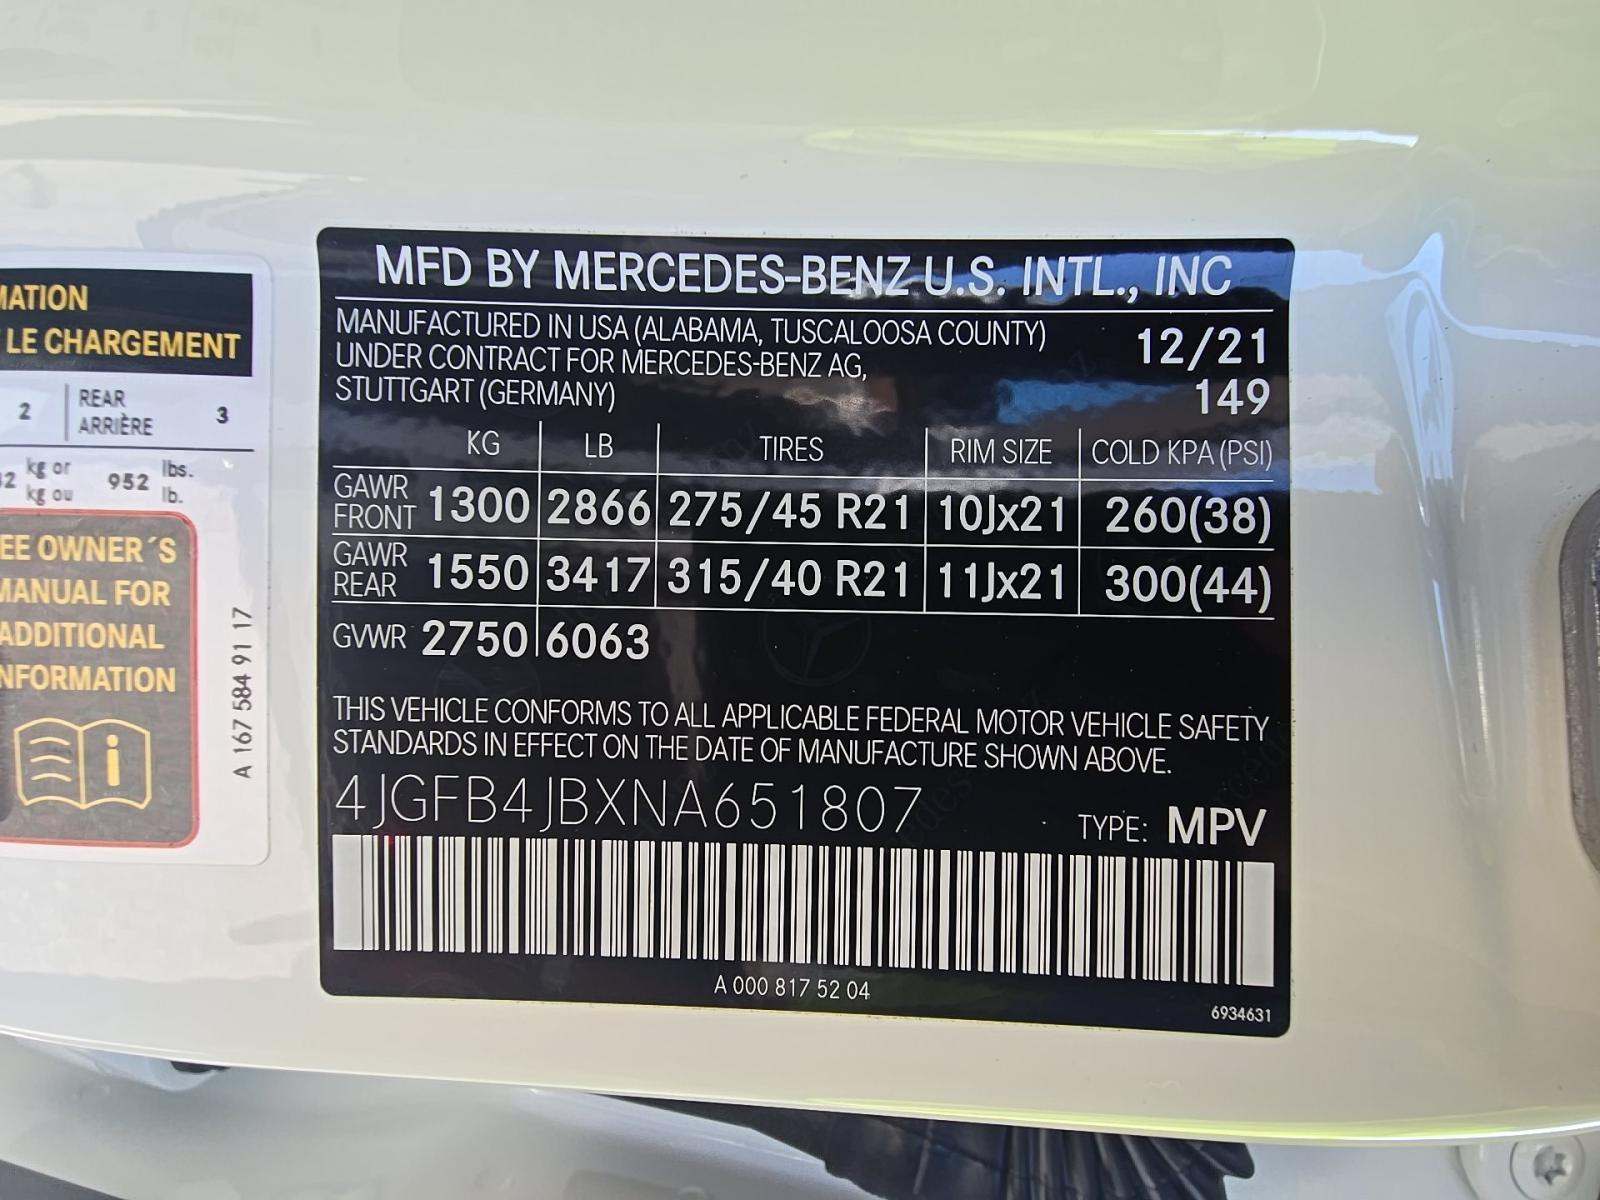 MATION
LE CHARGEMENT
2 REAR ARRIÈRE 3
kg or 952 lbs.
kg ou lb.
EE OWNER´S
MANUAL FOR
ADDITIONAL
NFORMATION
A 167 584 91 17
MFD BY MERCEDES-BENZ U.S. INTL., INC
MANUFACTURED IN USA (ALABAMA, TUSCALOOSA COUNTY) 12/21
UNDER CONTRACT FOR MERCEDES-BENZ AG,
STUTTGART (GERMANY) 149
KG LB TIRES RIM SIZE COLD KPA (PSI)
GAWR FRONT 1300 2866 275/45 R21 10Jx21 260(38)
GAWR REAR 1550 3417 315/40 R21 11Jx21 300(44)
GVWR 2750 6063
THIS VEHICLE CONFORMS TO ALL APPLICABLE FEDERAL MOTOR VEHICLE SAFETY
STANDARDS IN EFFECT ON THE DATE OF MANUFACTURE SHOWN ABOVE.
4JGFB4JBXNA651807 TYPE: MPV
A 000 817 52 04
6934631